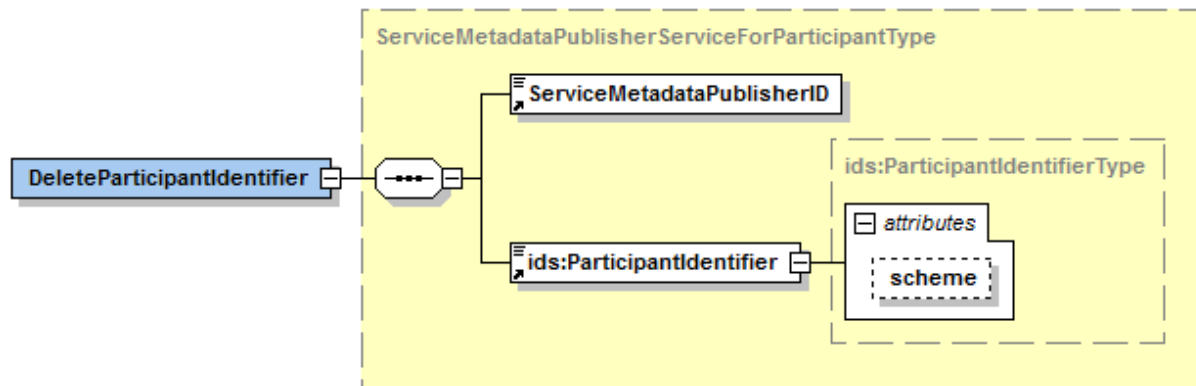 ServiceMetadataPublisherServiceForParticipantType
ServiceMetadataPublisherID
DeleteParticipantIdentifier
ids:ParticipantIdentifierType
attributes
ids:ParticipantIdentifier
scheme